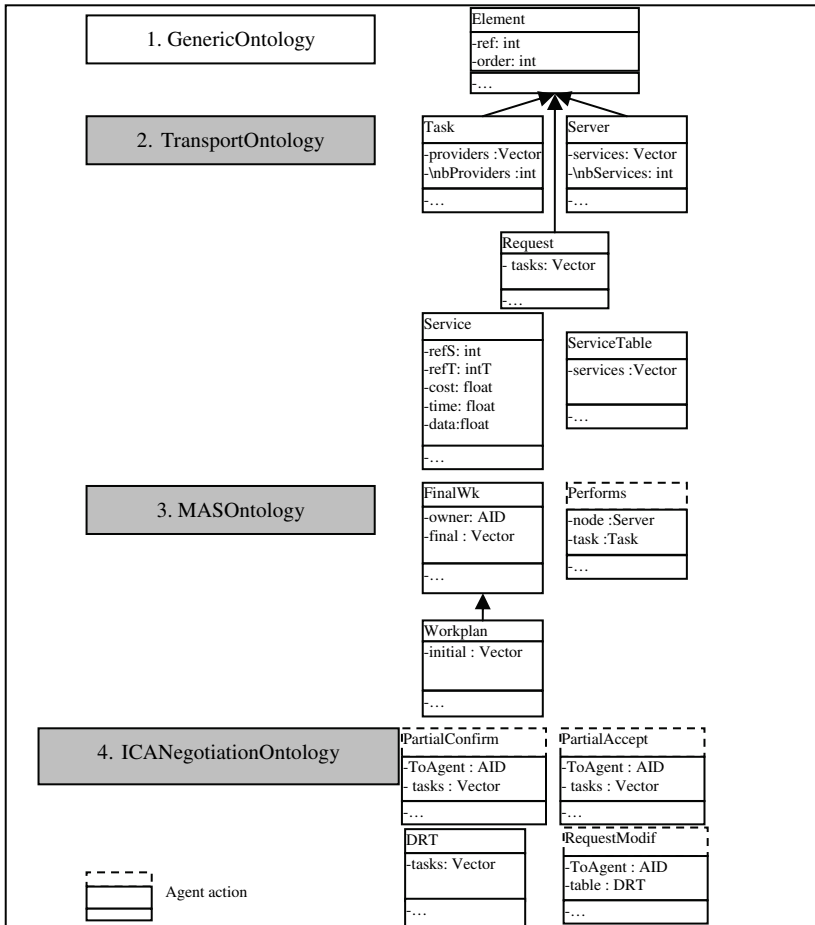 1. GenericOntology
Element
-ref: int
-order: int
-…
2. TransportOntology
Task
-providers :Vector
-\nbProviders :int
-…
Server
-services: Vector
-\nbServices: int
-…
Request
- tasks: Vector
-…
Service
-refS: int
-refT: intT
-cost: float
-time: float
-data:float
-…
ServiceTable
-services :Vector
-…
3. MASOntology
FinalWk
-owner: AID
-final : Vector
-…
Performs
-node :Server
-task :Task
-…
Workplan
-initial : Vector
-…
4. ICANegotiationOntology
PartialConfirm
-ToAgent : AID
- tasks : Vector
-…
PartialAccept
-ToAgent : AID
- tasks : Vector
-…
DRT
-tasks: Vector
-…
RequestModif
-ToAgent : AID
-table : DRT
-…
Agent action